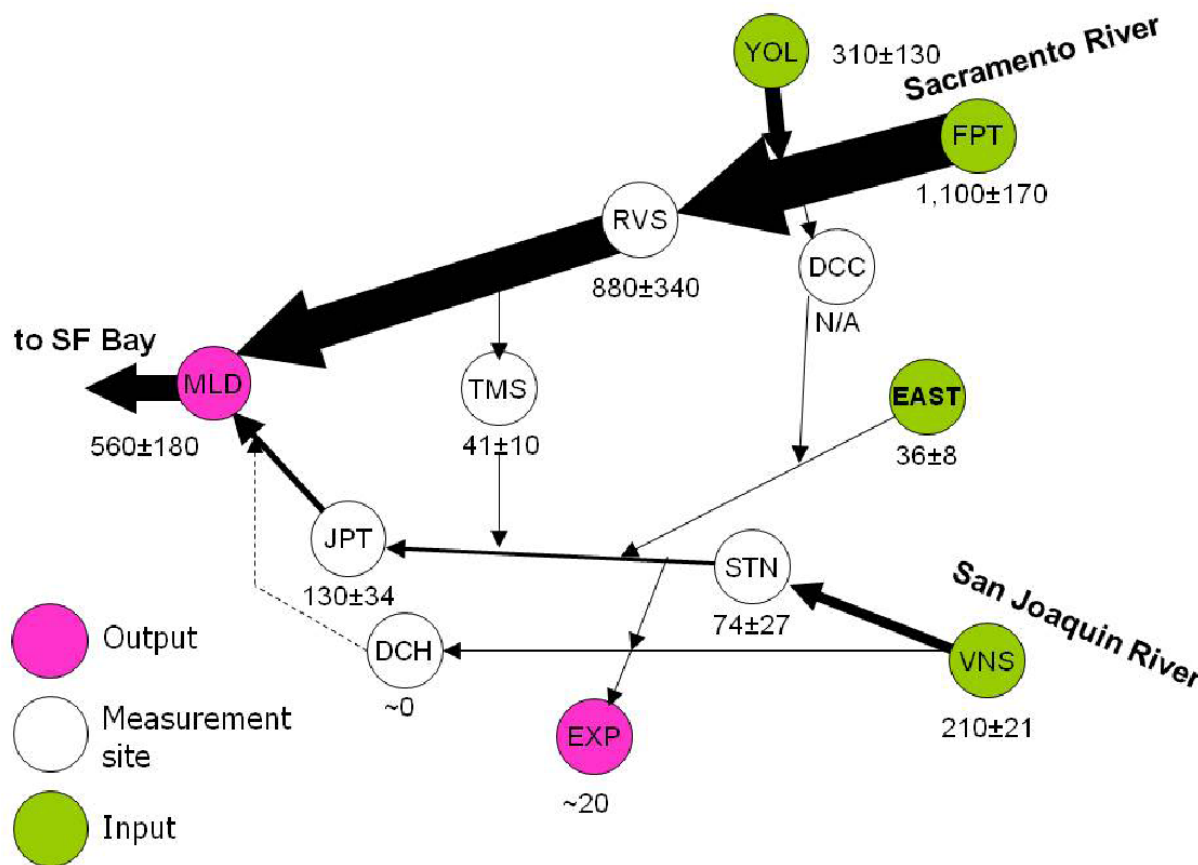 YOL
310±130
Sacramento River
FPT
1,100±170
RVS
880±340
DCC
N/A
to SF Bay
MLD
560±180
TMS
41±10
EAST
36±8
JPT
130±34
STN
74±27
San Joaquin River
VNS
210±21
DCH
~0
EXP
~20
Output
Measurement
site
Input